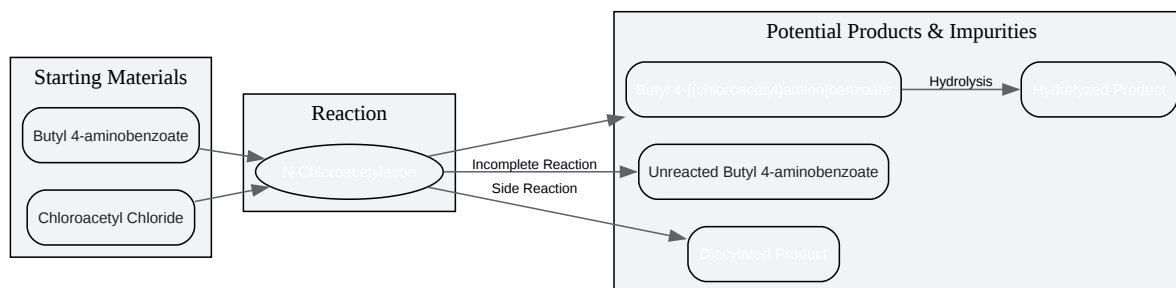 Starting Materials
Butyl 4-aminobenzoate
Chloroacetyl Chloride
Reaction
N-Chloroacetylation
Incomplete Reaction
Side Reaction
Potential Products & Impurities
Butyl 4-[(chloroacetyl)amino]benzoate
Hydrolysis
Hydrolyzed Product
Unreacted Butyl 4-aminobenzoate
Diacylated Product